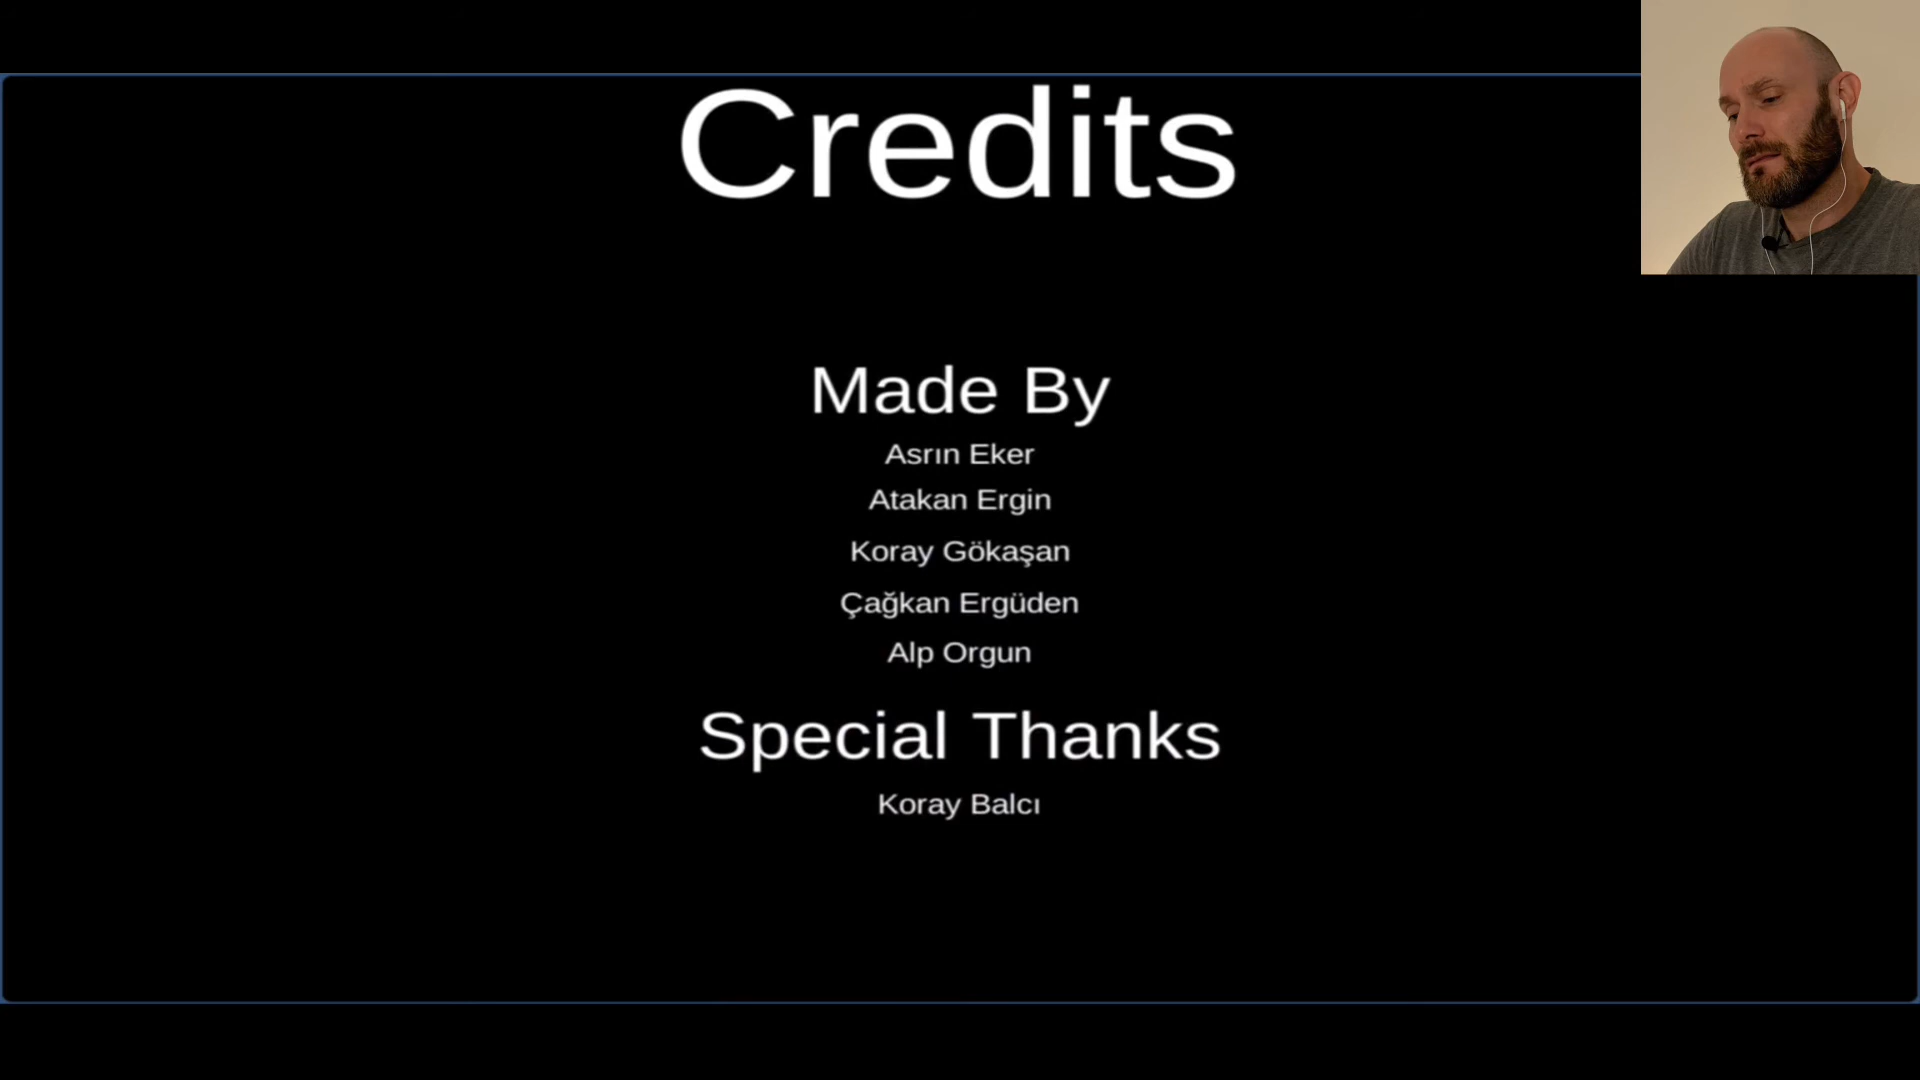 Credits
Made By
Asrın Eker
Atakan Ergin
Koray Gökaşan
Çağkan Ergüden
Alp Orgun
Special Thanks
Koray Balcı